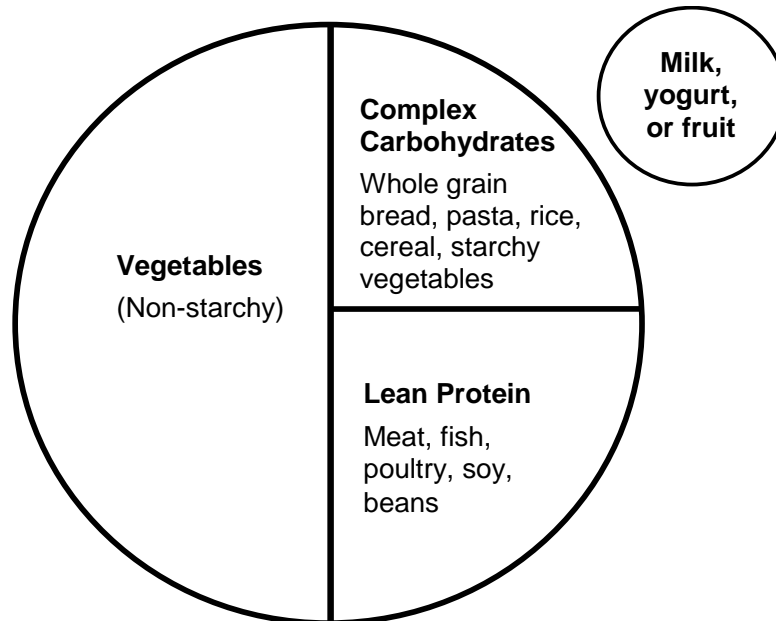 Vegetables
(Non-starchy)
Complex
Carbohydrates
Whole grain
bread, pasta, rice,
cereal, starchy
vegetables
Lean Protein
Meat, fish,
poultry, soy,
beans
Milk,
yogurt,
or fruit